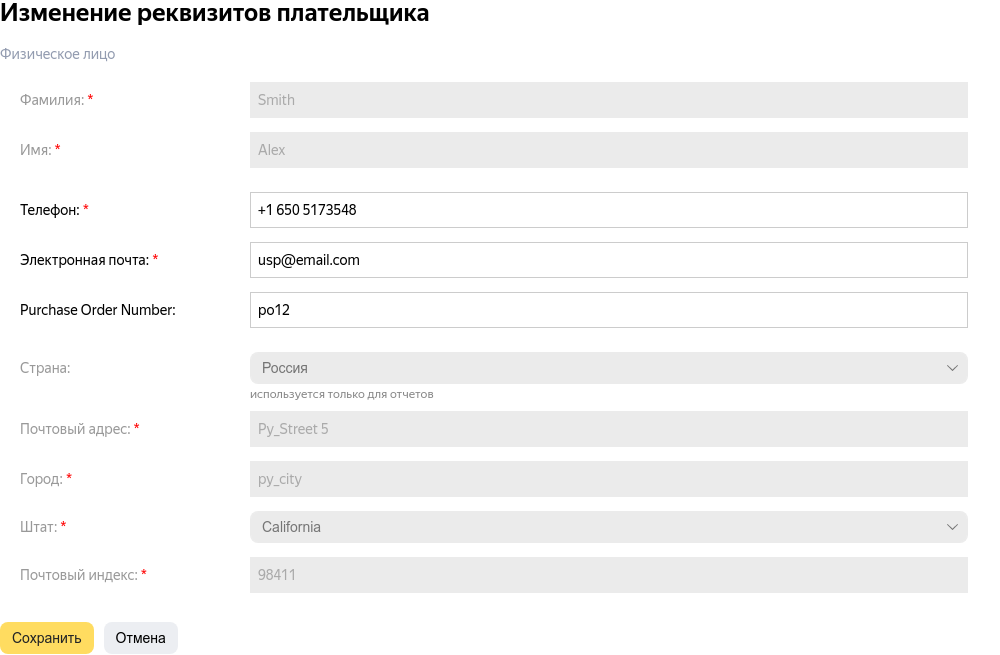 Изменение реквизитов плательщика
Физическое лицо
Фамилия: * Smith
Имя: * Alex
Телефон: * +1 650 5173548
Электронная почта: * usp@email.com
Purchase Order Number: po12
Страна: Россия
используется только для отчетов
Почтовый адрес: * Py_Street 5
Город: * py_city
Штат: * California
Почтовый индекс: * 98411
Сохранить Отмена